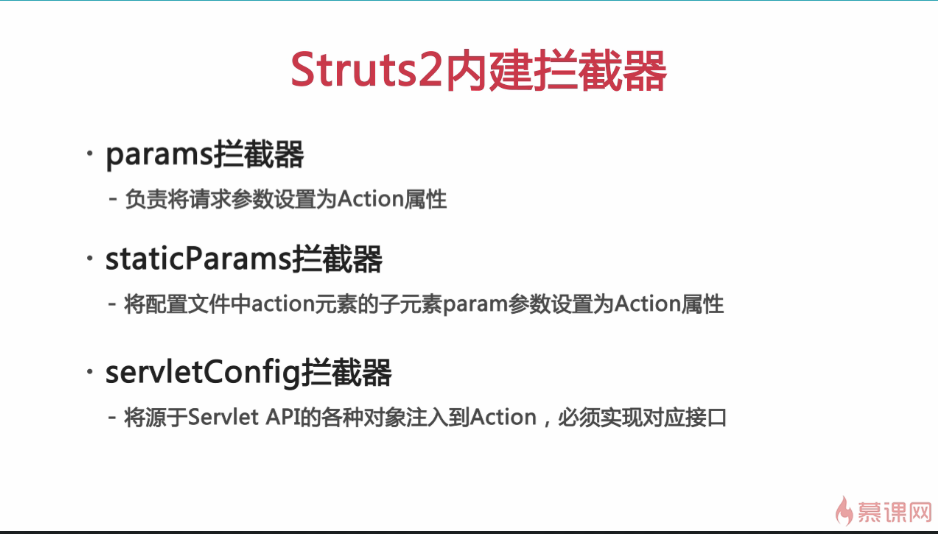 Struts2内建拦截器
· params拦截器
- 负责将请求参数设置为Action属性
· staticParams拦截器
- 将配置文件中action元素的子元素param参数设置为Action属性
· servletConfig拦截器
- 将源于Servlet API的各种对象注入到Action，必须实现对应接口
慕课网